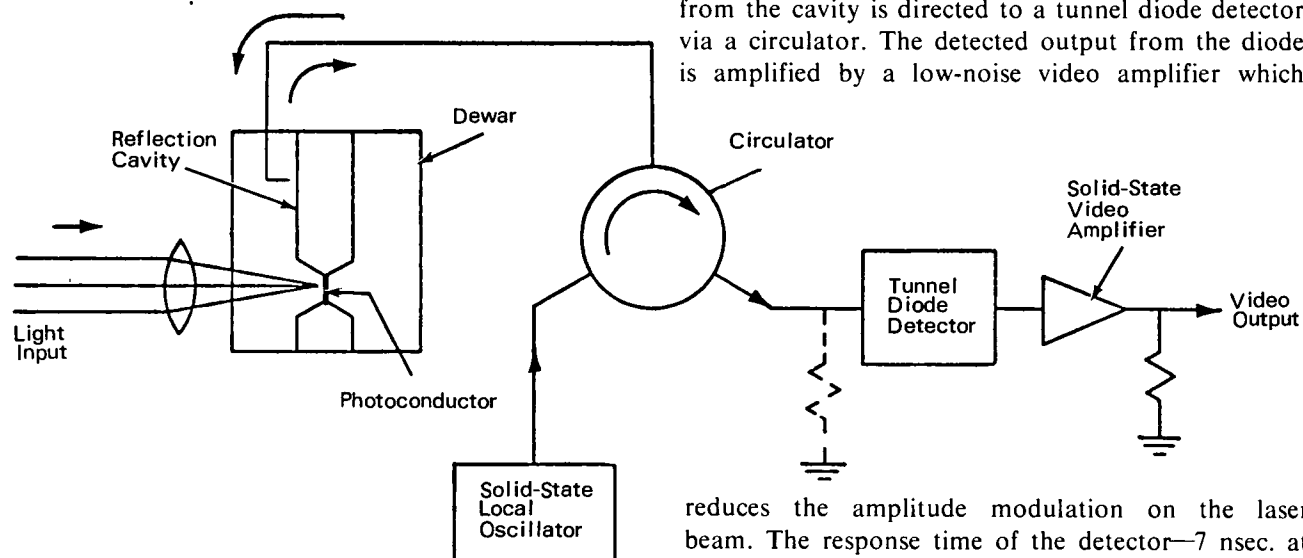 from the cavity is directed to a tunnel diode detector
via a circulator. The detected output from the diode
is amplified by a low-noise video amplifier which
Dewar
Reflection
Cavity
Circulator
Solid-State
Video
Amplifier
Light
Input
Tunnel
Diode
Detector
Video
Output
Photoconductor
Solid-State
Local
Oscillator
reduces the amplitude modulation on the laser
beam. The response time of the detector—7 nsec. at